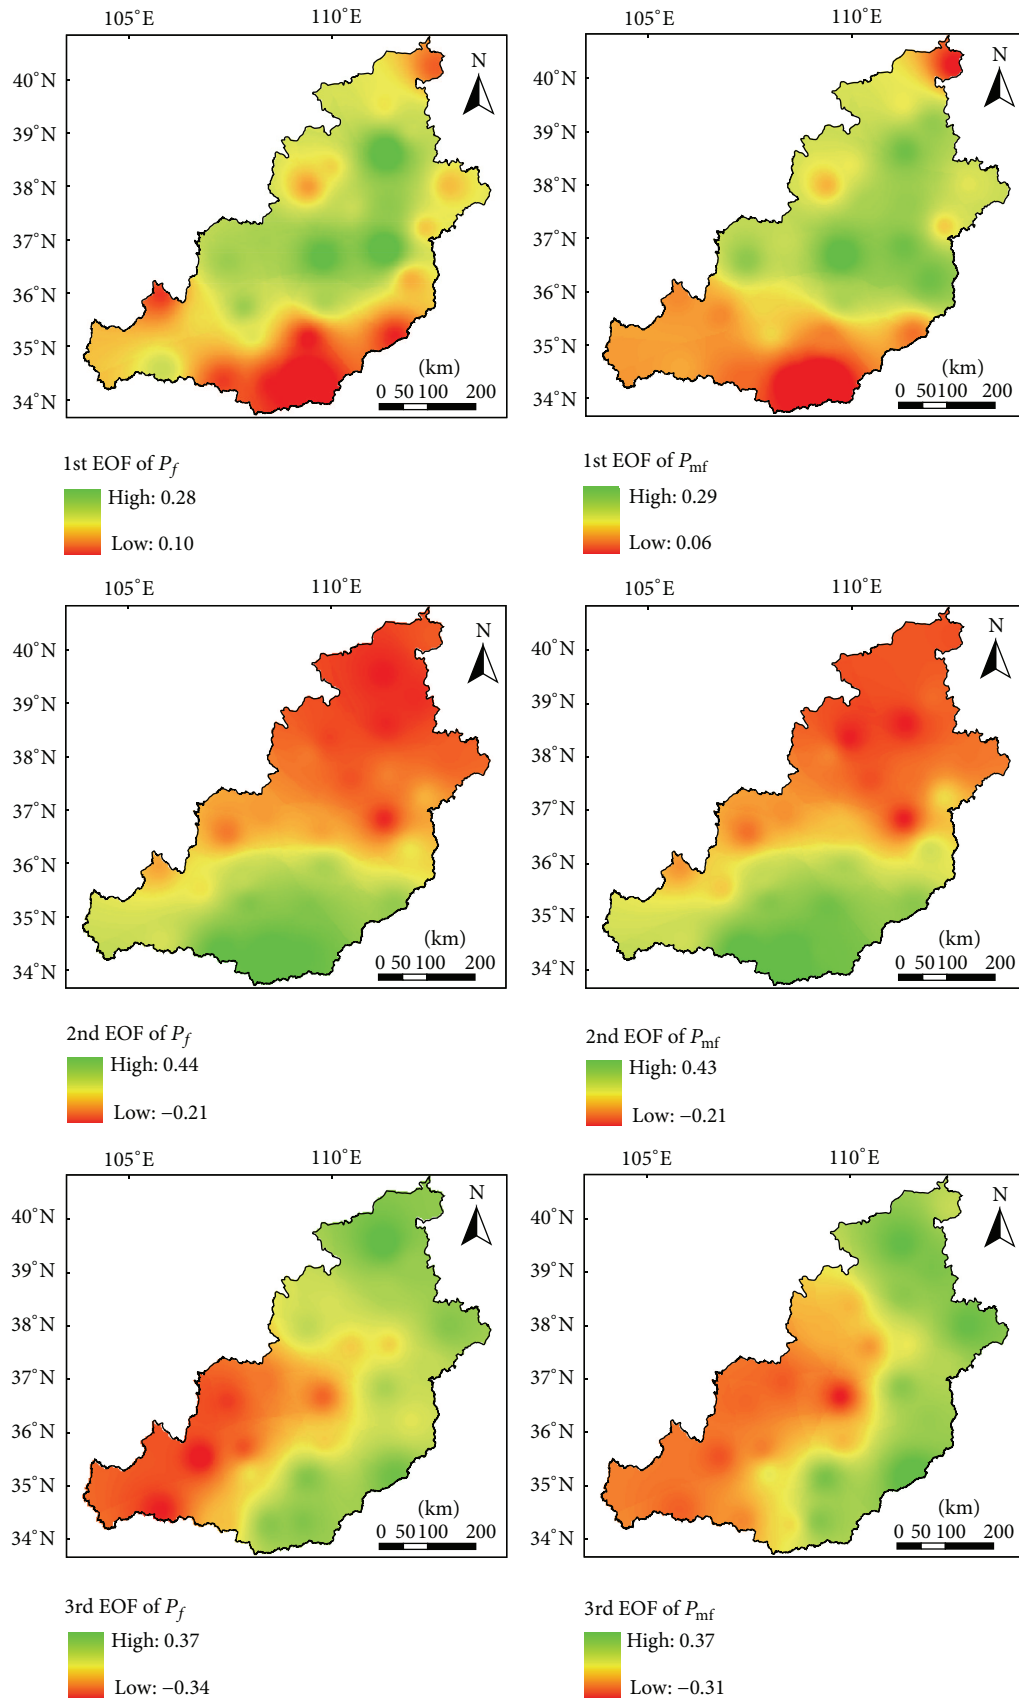 105°E 110°E
N
40°N
39°N
38°N
37°N
36°N
35°N
34°N
(km)
0 50 100 200
1st EOF of Pf
High: 0.28
Low: 0.10
105°E 110°E
N
40°N
39°N
38°N
37°N
36°N
35°N
34°N
(km)
0 50 100 200
1st EOF of Pmf
High: 0.29
Low: 0.06
105°E 110°E
N
40°N
39°N
38°N
37°N
36°N
35°N
34°N
(km)
0 50 100 200
2nd EOF of Pf
High: 0.44
Low: −0.21
105°E 110°E
N
40°N
39°N
38°N
37°N
36°N
35°N
34°N
(km)
0 50 100 200
2nd EOF of Pmf
High: 0.43
Low: −0.21
105°E 110°E
N
40°N
39°N
38°N
37°N
36°N
35°N
34°N
(km)
0 50 100 200
3rd EOF of Pf
High: 0.37
Low: −0.34
105°E 110°E
N
40°N
39°N
38°N
37°N
36°N
35°N
34°N
(km)
0 50 100 200
3rd EOF of Pmf
High: 0.37
Low: −0.31